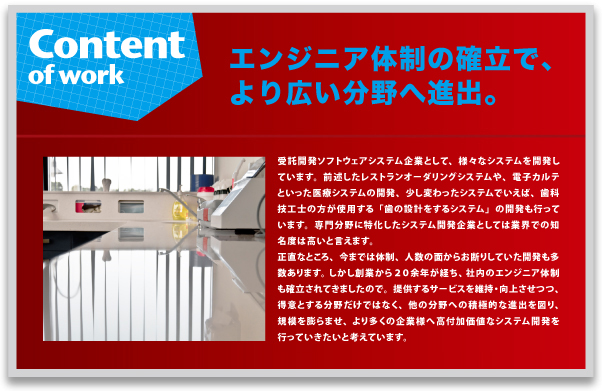 Content
of work
エンジニア体制の確立で、
より広い分野へ進出。
受託開発ソフトウェアシステム企業として、様々なシステムを開発し
ています。前述したレストランオーダリングシステムや、電子カルテ
といった医療システムの開発、少し変わったシステムでいえば、歯科
技工士の方が使用する「歯の設計をするシステム」の開発も行って
います。専門分野に特化したシステム開発企業としては業界での知
名度は高いと言えます。
正直なところ、今までは体制、人数の面からお断りしていた開発も多
数あります。しかし創業から20余年が経ち、社内のエンジニア体制
も確立されてきましたので。提供するサービスを維持・向上させつつ、
得意とする分野だけではなく、他の分野への積極的な進出を図り、
規模を膨らませ、より多くの企業様へ高付加価値なシステム開発を
行っていきたいと考えています。